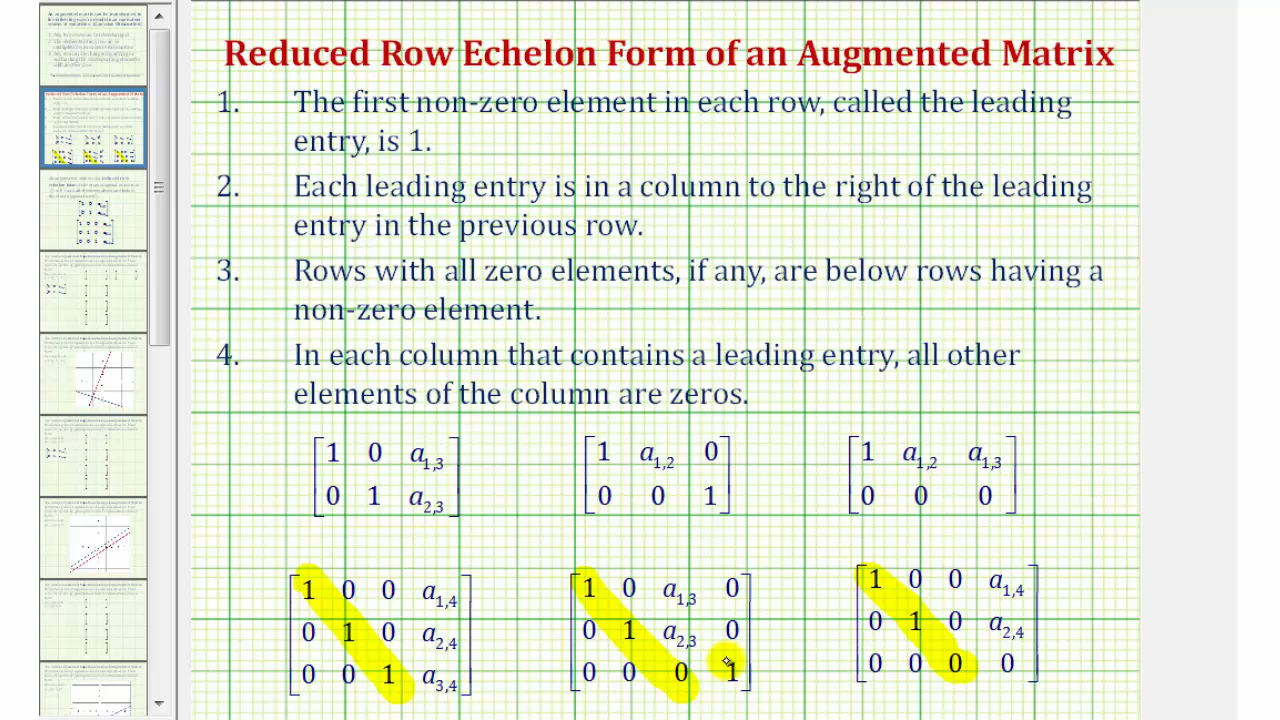 Reduced Row Echelon Form of an Augmented Matrix
1. The first non-zero element in each row, called the leading
entry, is 1.
2. Each leading entry is in a column to the right of the leading
entry in the previous row.
3. Rows with all zero elements, if any, are below rows having a
non-zero element.
4. In each column that contains a leading entry, all other
elements of the column are zeros.
1 0 a1,3
0 1 a2,3
1 a1,2 0
0 0 1
1 a1,2 a1,3
0 0 0
1 0 0 a1,4
0 1 0 a2,4
0 0 1 a3,4
1 0 a1,3 0
0 1 a2,3 0
0 0 0 1
1 0 0 a1,4
0 1 0 a2,4
0 0 0 0